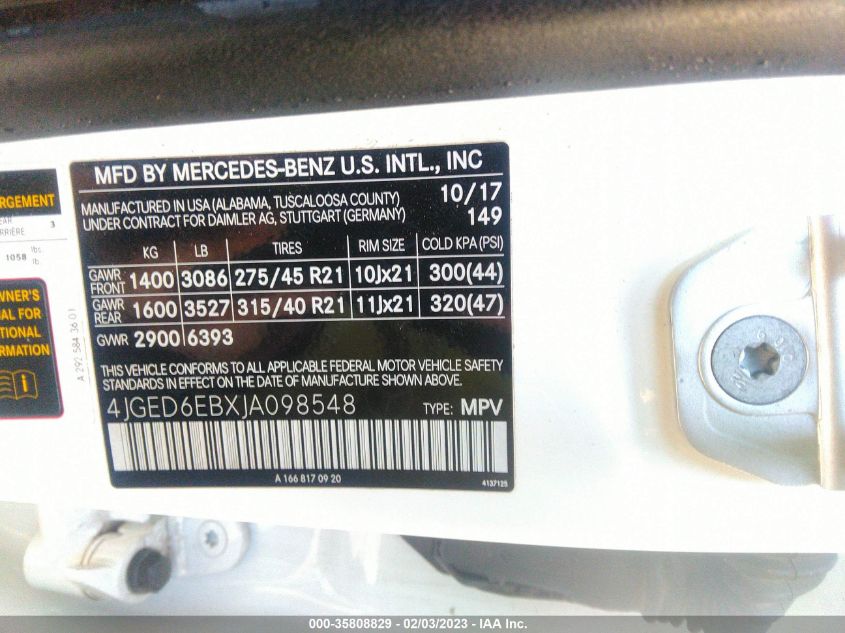 RGEMENT
EAR 3
RRIÈRE
1058 lbs.
lb.
WNER'S
AL FOR
TIONAL
RMATION
A 292 584 36 01
MFD BY MERCEDES-BENZ U.S. INTL., INC
MANUFACTURED IN USA (ALABAMA, TUSCALOOSA COUNTY) 10/17
UNDER CONTRACT FOR DAIMLER AG, STUTTGART (GERMANY) 149
KG LB TIRES RIM SIZE COLD KPA (PSI)
GAWR FRONT 1400 3086 275/45 R21 10Jx21 300(44)
GAWR REAR 1600 3527 315/40 R21 11Jx21 320(47)
GVWR 2900 6393
THIS VEHICLE CONFORMS TO ALL APPLICABLE FEDERAL MOTOR VEHICLE SAFETY
STANDARDS IN EFFECT ON THE DATE OF MANUFACTURE SHOWN ABOVE.
4JGED6EBXJA098548 TYPE: MPV
A 166 817 09 20
4137125
000-35808829 - 02/03/2023 - IAA Inc.